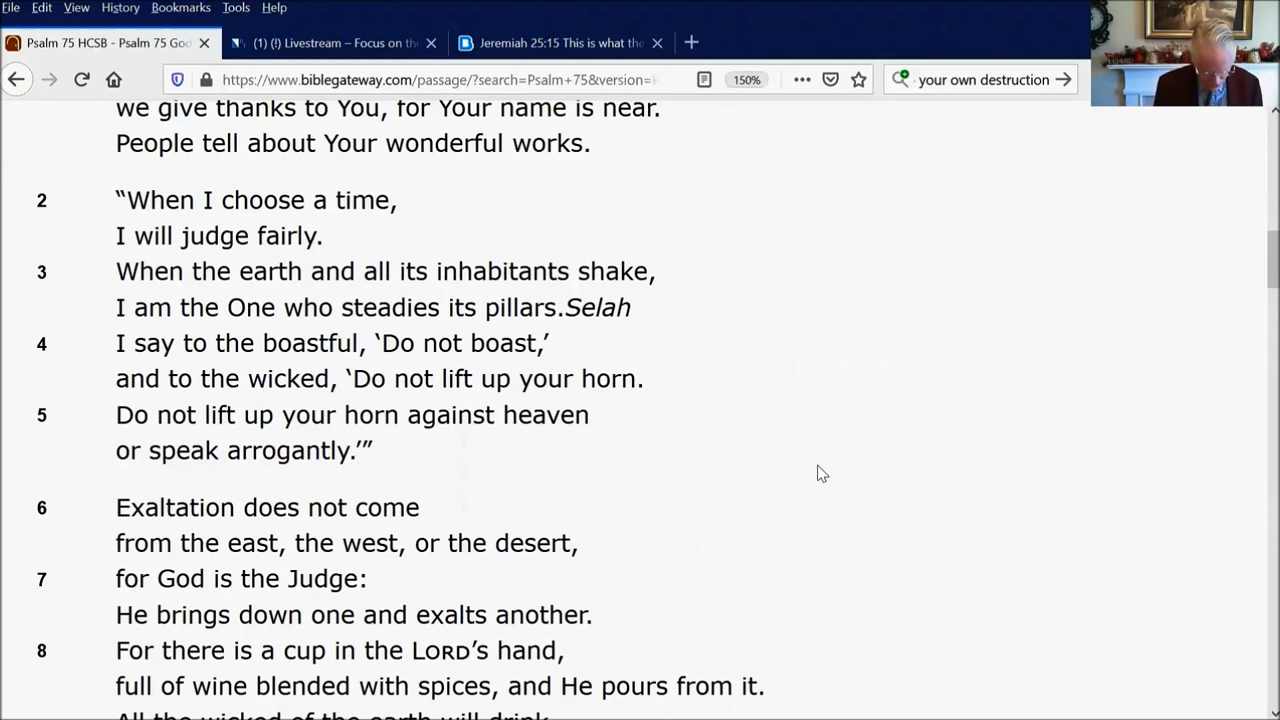 File Edit View History Bookmarks Tools Help
Psalm 75 HCSB - Psalm 75 God
(1) (!) Livestream – Focus on th
Jeremiah 25:15 This is what the
https://www.biblegateway.com/passage/?search=Psalm+75&version=
150%
your own destruction
we give thanks to You, for Your name is near.
People tell about Your wonderful works.
2 “When I choose a time,
I will judge fairly.
3 When the earth and all its inhabitants shake,
I am the One who steadies its pillars.Selah
4 I say to the boastful, ‘Do not boast,’
and to the wicked, ‘Do not lift up your horn.
5 Do not lift up your horn against heaven
or speak arrogantly.’”
6 Exaltation does not come
from the east, the west, or the desert,
7 for God is the Judge:
He brings down one and exalts another.
8 For there is a cup in the LORD’s hand,
full of wine blended with spices, and He pours from it.
All the wicked of the earth will drink